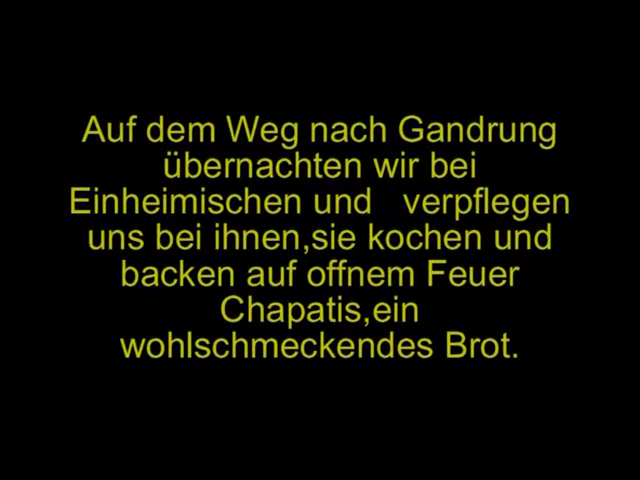 Auf dem Weg nach Gandrung
übernachten wir bei
Einheimischen und   verpflegen
uns bei ihnen,sie kochen und
backen auf offnem Feuer
Chapatis,ein
wohlschmeckendes Brot.